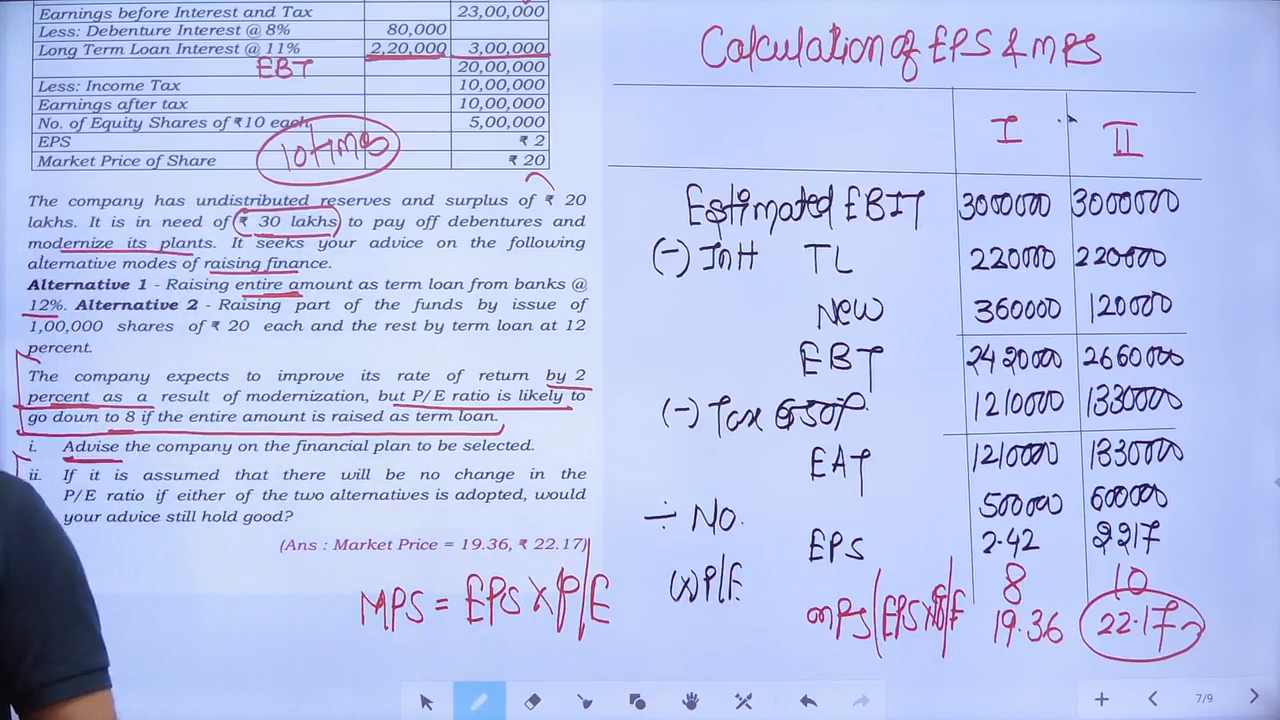 Earnings before Interest and Tax 23,00,000
Less: Debenture Interest @ 8% 80,000
Long Term Loan Interest @ 11% 2,20,000 3,00,000
EBT 20,00,000
Less: Income Tax 10,00,000
Earnings after tax 10,00,000
No. of Equity Shares of ₹10 each 5,00,000
EPS ₹ 2
10 times
Market Price of Share ₹ 20
The company has undistributed reserves and surplus of ₹ 20
lakhs. It is in need of ₹ 30 lakhs to pay off debentures and
modernize its plants. It seeks your advice on the following
alternative modes of raising finance.
Alternative 1 - Raising entire amount as term loan from banks @
12%. Alternative 2 - Raising part of the funds by issue of
1,00,000 shares of ₹ 20 each and the rest by term loan at 12
percent.
The company expects to improve its rate of return by 2
percent as a result of modernization, but P/E ratio is likely to
go down to 8 if the entire amount is raised as term loan.
i. Advise the company on the financial plan to be selected.
ii. If it is assumed that there will be no change in the
P/E ratio if either of the two alternatives is adopted, would
your advice still hold good?
(Ans : Market Price = 19.36, ₹ 22.17)
MPS = EPS X P/E
Calculation of EPS & MPS
I II
Estimated EBIT 3000000 3000000
(-) Int TL 220000 220000
New 360000 120000
EBT 2420000 2660000
(-) Tax @ 50% 1210000 1330000
EAT 1210000 1330000
÷ No. 500000 600000
EPS 2.42 2.217
(x) P/E 8 10
MPS (EPS X P/E 19.36 22.17
7/9